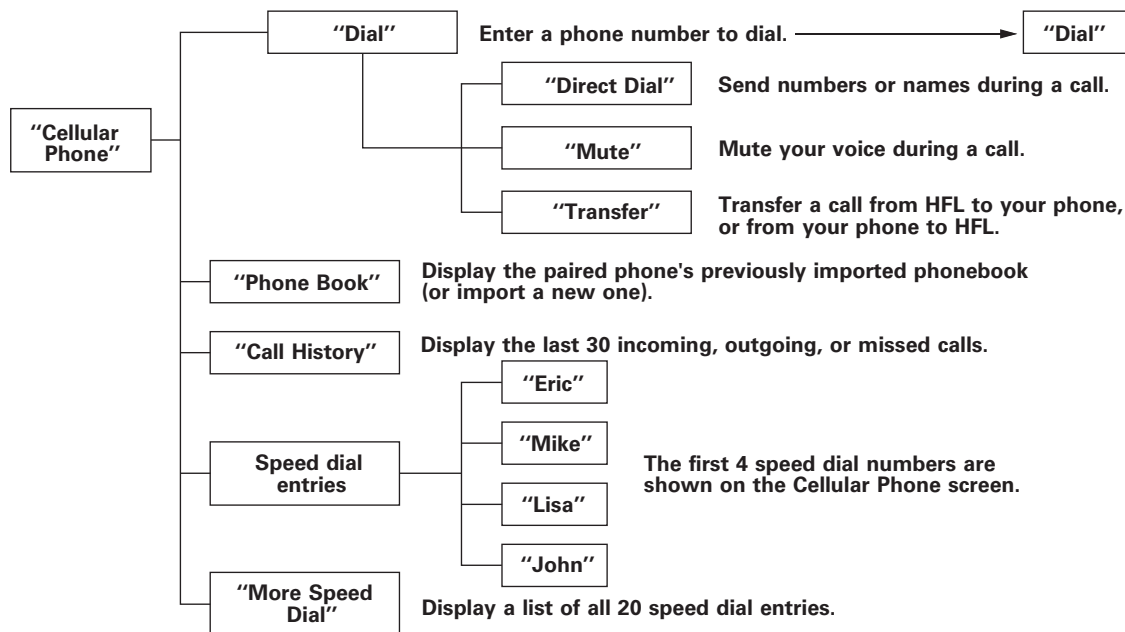 “Dial”
Enter a phone number to dial.
“Dial”
“Direct Dial”
Send numbers or names during a call.
“Cellular
Phone”
“Mute”
Mute your voice during a call.
“Transfer”
Transfer a call from HFL to your phone,
or from your phone to HFL.
“Phone Book”
Display the paired phone's previously imported phonebook
(or import a new one).
“Call History”
Display the last 30 incoming, outgoing, or missed calls.
“Eric”
“Mike”
Speed dial
entries
The first 4 speed dial numbers are
shown on the Cellular Phone screen.
“Lisa”
“John”
“More Speed
Dial”
Display a list of all 20 speed dial entries.